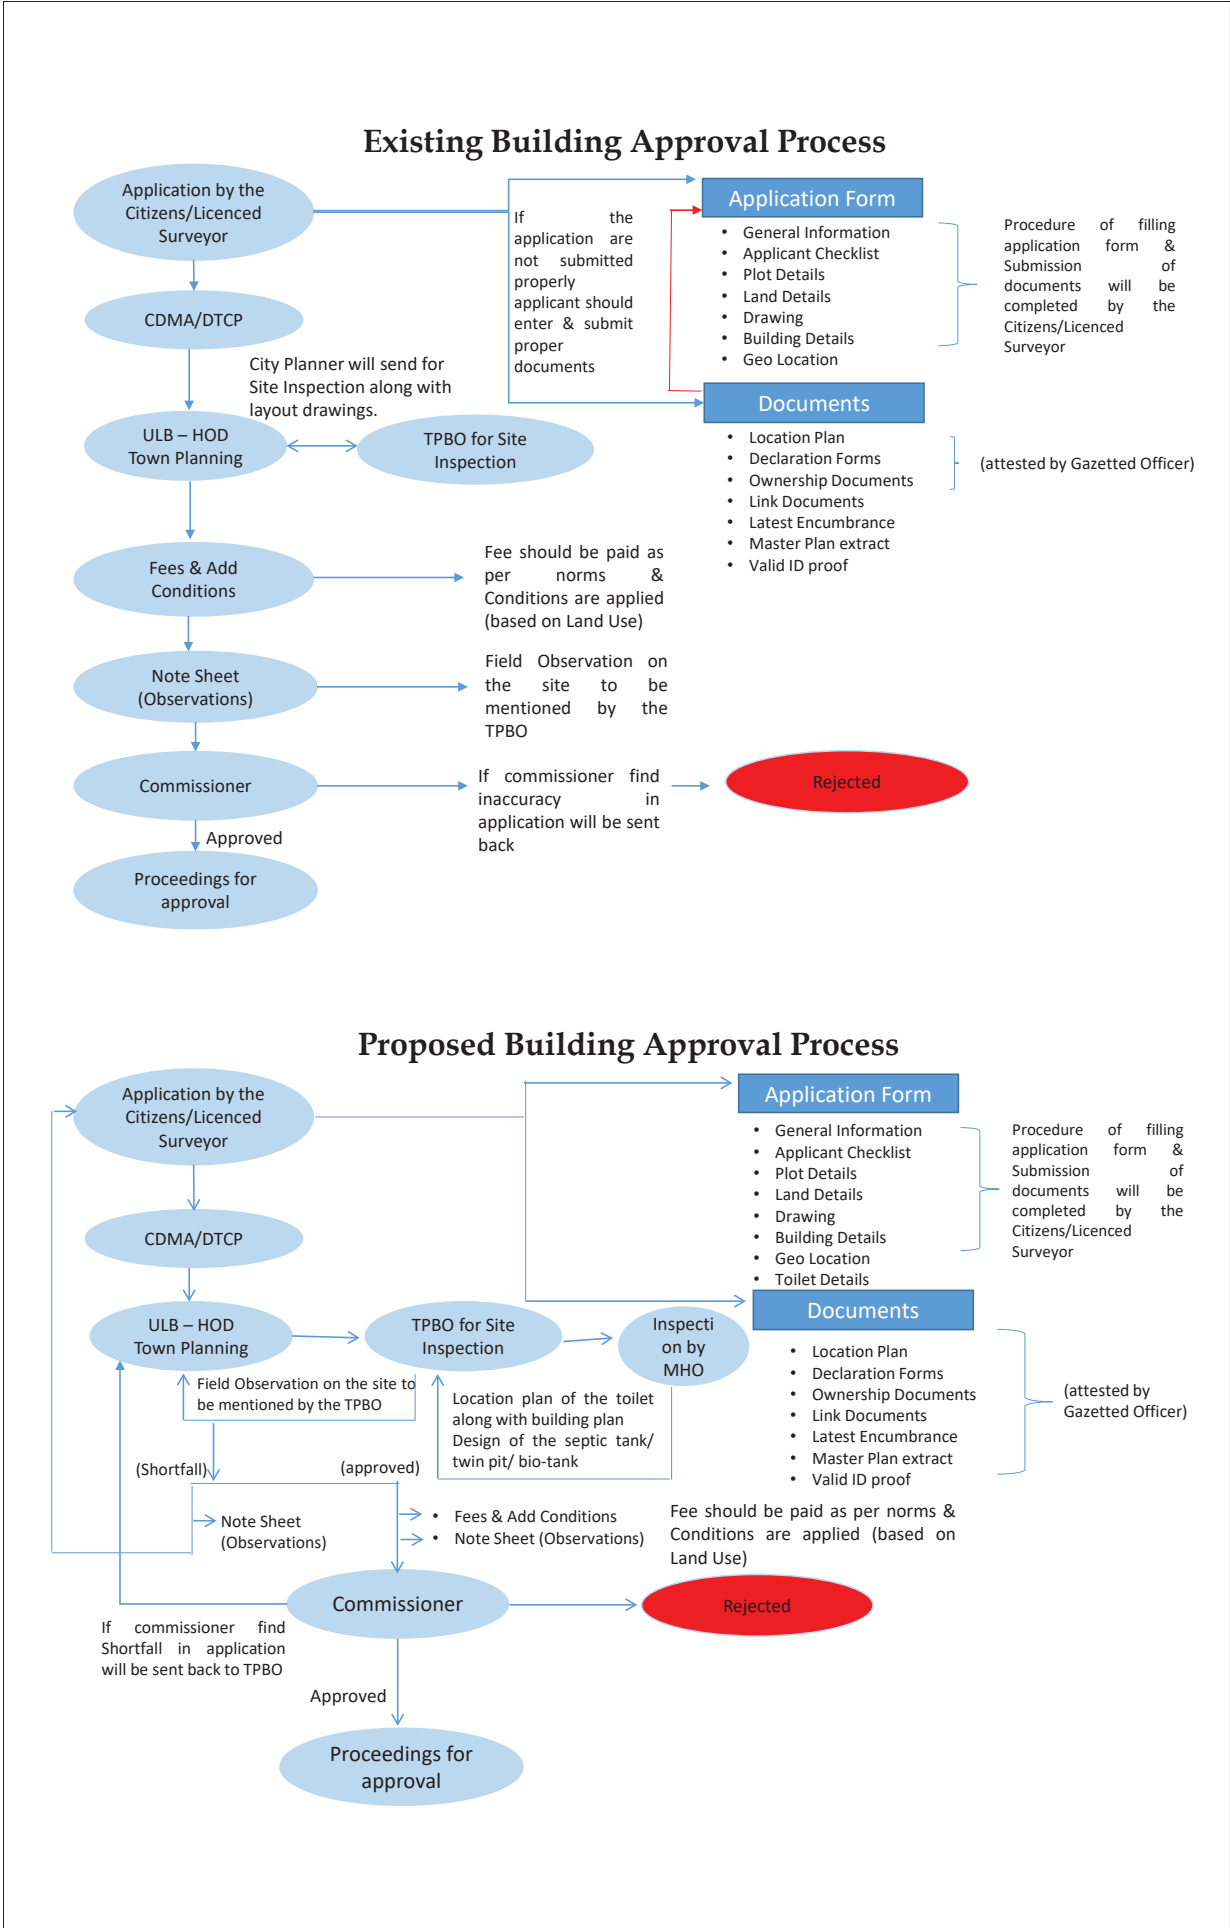 Existing Building Approval Process
Application by the
Citizens/Licenced
Surveyor
CDMA/DTCP
City Planner will send for
Site Inspection along with
layout drawings.
ULB – HOD
Town Planning
TPBO for Site
Inspection
Fees & Add
Conditions
Fee should be paid as
per norms &
Conditions are applied
(based on Land Use)
Note Sheet
(Observations)
Field Observation on
the site to be
mentioned by the
TPBO
Commissioner
If commissioner find
inaccuracy in
application will be sent
back
Rejected
Approved
Proceedings for
approval
If the
application are
not submitted
properly
applicant should
enter & submit
proper
documents
Application Form
• General Information
• Applicant Checklist
• Plot Details
• Land Details
• Drawing
• Building Details
• Geo Location
Procedure of filling
application form &
Submission of
documents will be
completed by the
Citizens/Licenced
Surveyor
Documents
• Location Plan
• Declaration Forms
• Ownership Documents
• Link Documents
• Latest Encumbrance
• Master Plan extract
• Valid ID proof
(attested by Gazetted Officer)
Proposed Building Approval Process
Application by the
Citizens/Licenced
Surveyor
CDMA/DTCP
ULB – HOD
Town Planning
TPBO for Site
Inspection
Inspecti
on by
MHO
Application Form
• General Information
• Applicant Checklist
• Plot Details
• Land Details
• Drawing
• Building Details
• Geo Location
• Toilet Details
Procedure of filling
application form &
Submission of
documents will be
completed by the
Citizens/Licenced
Surveyor
Documents
• Location Plan
• Declaration Forms
• Ownership Documents
• Link Documents
• Latest Encumbrance
• Master Plan extract
• Valid ID proof
(attested by
Gazetted Officer)
Field Observation on the site to
be mentioned by the TPBO
Location plan of the toilet
along with building plan
Design of the septic tank/
twin pit/ bio-tank
(Shortfall)
(approved)
Note Sheet
(Observations)
• Fees & Add Conditions
• Note Sheet (Observations)
Fee should be paid as per norms &
Conditions are applied (based on
Land Use)
Commissioner
Rejected
If commissioner find
Shortfall in application
will be sent back to TPBO
Approved
Proceedings for
approval